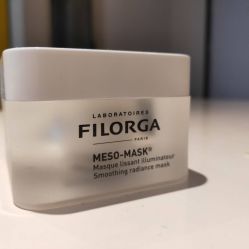 LABORATOIRES
FILORGA
PARIS
MESO-MASK®
Masque lissant illuminateur
Smoothing radiance mask